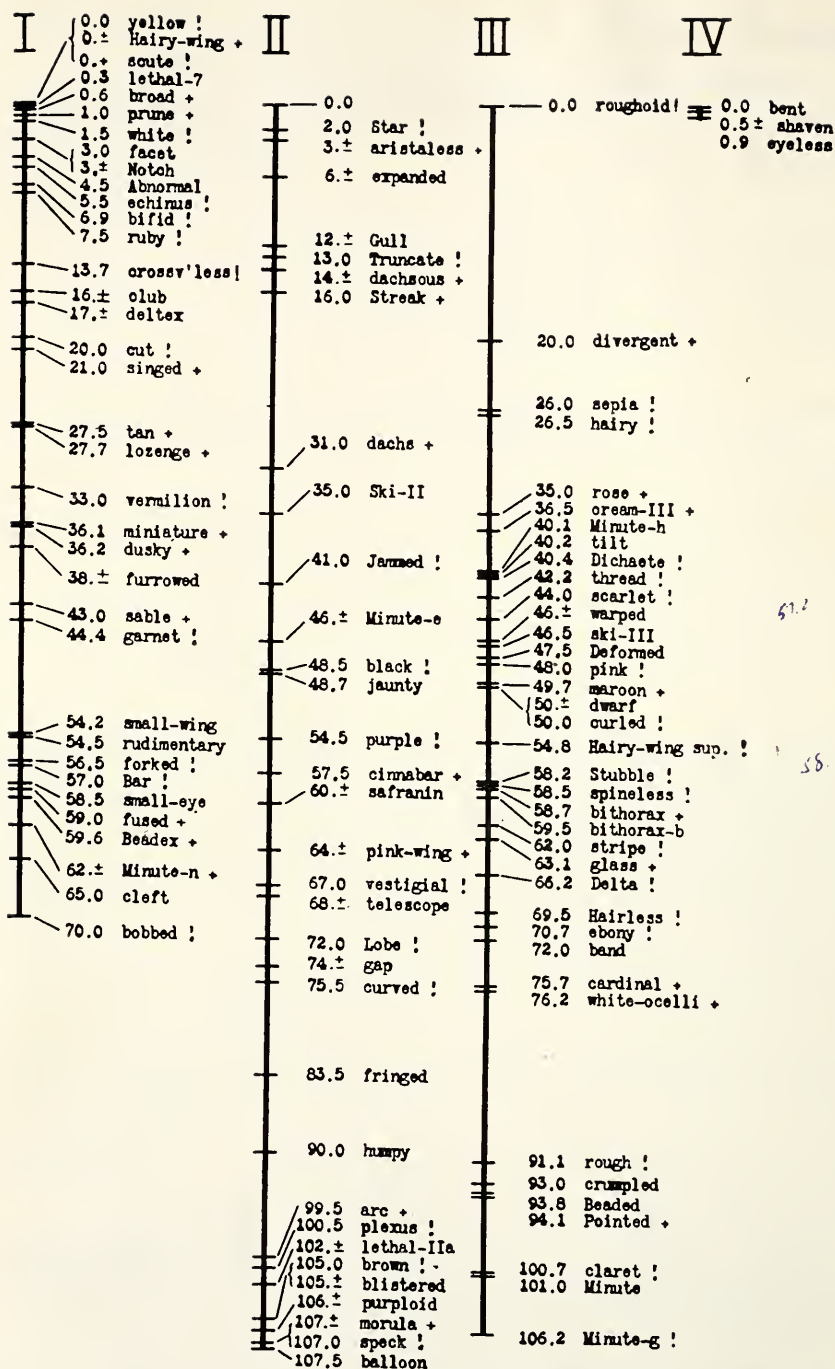 I
0.0 yellow !
0.± Hairy-wing +
0.+ scute !
0.3 lethal-7
0.6 broad +
1.0 prune +
1.5 white !
3.0 facet
3.± Notch
4.5 Abnormal
5.5 echinus !
6.9 bifid !
7.5 ruby !
13.7 crossv'less!
16.± club
17.± deltex
20.0 cut !
21.0 singed +
27.5 tan +
27.7 lozenge +
33.0 vermilion !
36.1 miniature +
36.2 dusky +
38.± furrowed
43.0 sable +
44.4 garnet !
54.2 small-wing
54.5 rudimentary
56.5 forked !
57.0 Bar !
58.5 small-eye
59.0 fused +
59.6 Beadex +
62.± Minute-n +
65.0 cleft
70.0 bobbed !
II
0.0
2.0 Star !
3.± aristaless +
6.± expanded
12.± Gull
13.0 Truncate !
14.± dachsous +
16.0 Streak +
31.0 dachs +
35.0 Ski-II
41.0 Jammed !
46.± Minute-e
48.5 black !
48.7 jaunty
54.5 purple !
57.5 cinnabar +
60.± safranin
64.± pink-wing +
67.0 vestigial !
68.± telescope
72.0 Lobe !
74.± gap
75.5 curved !
83.5 fringed
90.0 humpy
99.5 arc +
100.5 plexus !
102.± lethal-IIa
105.0 brown !
105.± blistered
106.± purploid
107.± morula +
107.0 speck !
107.5 balloon
III
0.0 roughoid!
20.0 divergent +
26.0 sepia !
26.5 hairy !
35.0 rose +
36.5 cream-III +
40.1 Minute-h
40.2 tilt
40.4 Dichaete !
42.2 thread !
44.0 scarlet !
46.± warped
46.5 ski-III
47.5 Deformed
48.0 pink !
49.7 maroon +
50.± dwarf
50.0 curled !
54.8 Hairy-wing sup. !
58.2 Stubble !
58.5 spineless !
58.7 bithorax +
59.5 bithorax-b
62.0 stripe !
63.1 glass +
66.2 Delta !
69.5 Hairless !
70.7 ebony !
72.0 band
75.7 cardinal +
76.2 white-ocelli +
91.1 rough !
93.0 crumpled
93.8 Beaded
94.1 Pointed +
100.7 claret !
101.0 Minute
106.2 Minute-g !
IV
0.0 bent
0.5± shaven
0.9 eyeless
58.